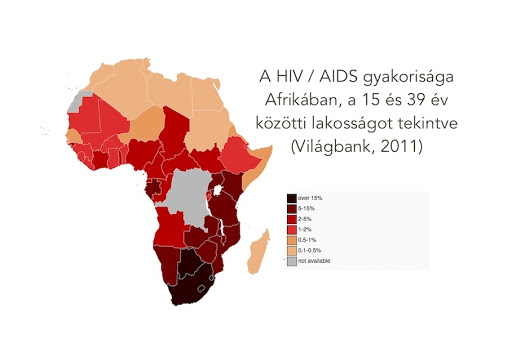 A HIV / AIDS gyakorisága
Afrikában, a 15 és 39 év
közötti lakosságot tekintve
(Világbank, 2011)
over 15%
5-15%
2-5%
1-2%
0.5-1%
0.1-0.5%
not available